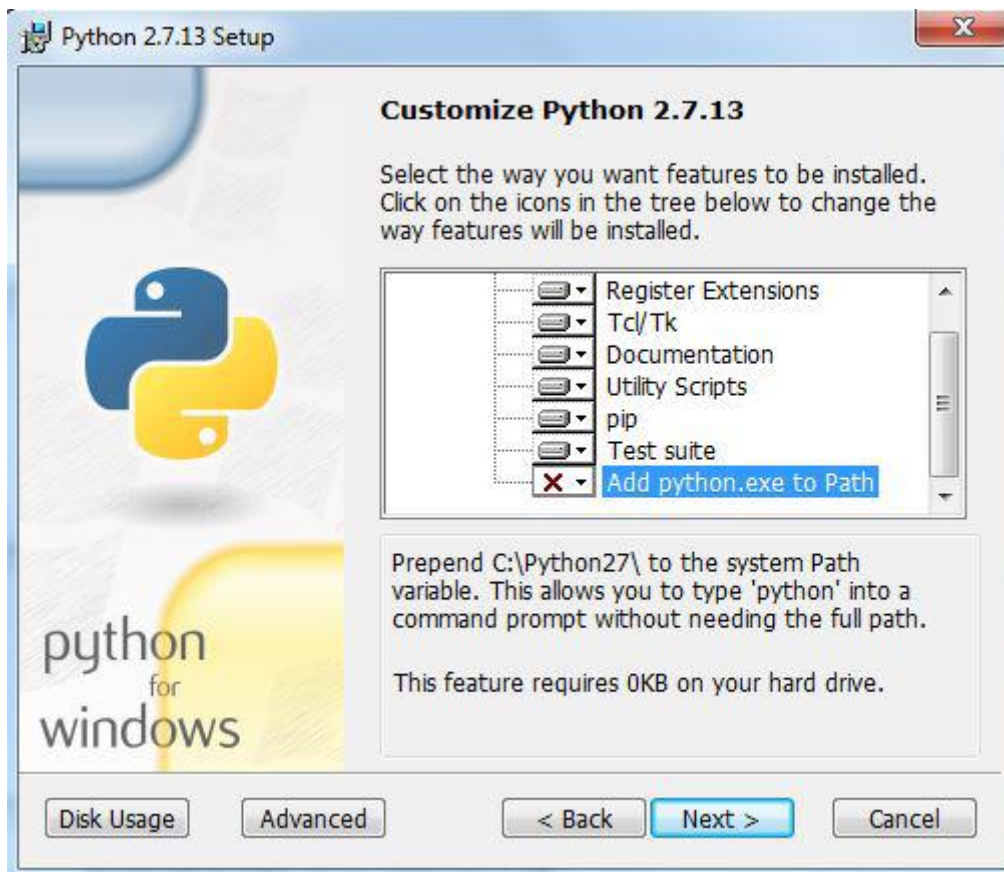 Python 2.7.13 Setup
Customize Python 2.7.13
Select the way you want features to be installed.
Click on the icons in the tree below to change the
way features will be installed.
Register Extensions
Tcl/Tk
Documentation
Utility Scripts
pip
Test suite
Add python.exe to Path
Prepend C:\Python27\ to the system Path
variable. This allows you to type 'python' into a
command prompt without needing the full path.
This feature requires 0KB on your hard drive.
python
for
windows
Disk Usage
Advanced
< Back
Next >
Cancel